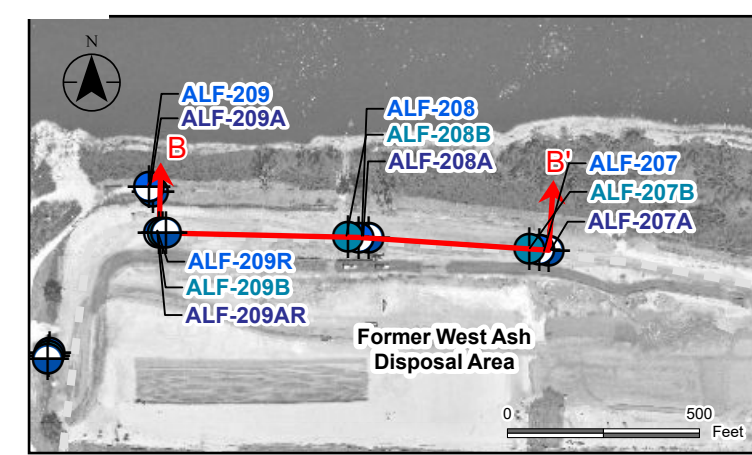 N
ALF-209
ALF-209A
B
ALF-208
ALF-208B
ALF-208A
B'
ALF-207
ALF-207B
ALF-207A
ALF-209R
ALF-209B
ALF-209AR
Former West Ash
Disposal Area
0 500
Feet